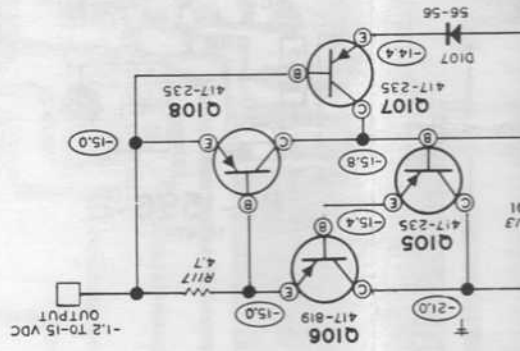 Q106
-1.2 TO -15 VDC
OUTPUT
417-819
-21.0
C
E
-15.0
R117
4.7
B
Q105
417-235
C
E
-15.4
B
B
-15.8
C
E
-15.0
C
Q107
417-235
Q108
417-235
B
D107
56-56
-14.4
E